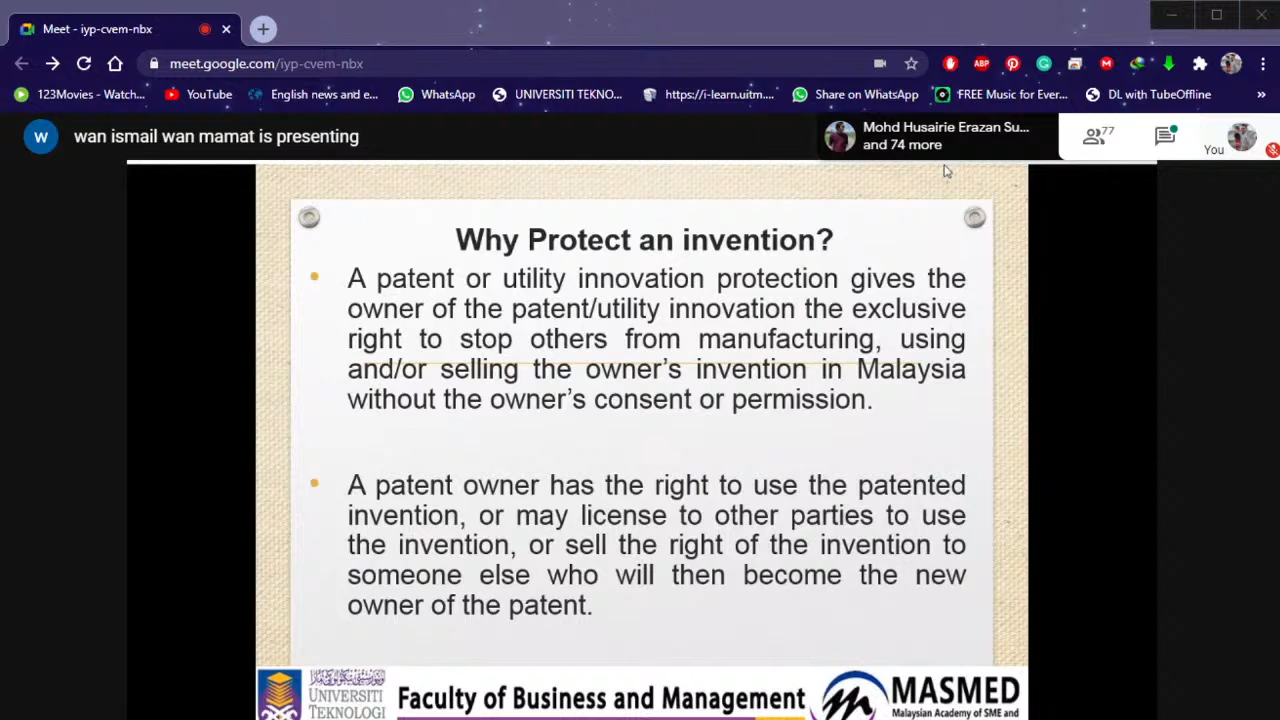 Meet - iyp-cvem-nbx
meet.google.com/iyp-cvem-nbx
123Movies - Watch...
YouTube
English news and e...
WhatsApp
UNIVERSITI TEKNO...
https://i-learn.uitm....
Share on WhatsApp
FREE Music for Ever...
DL with TubeOffline
W
wan ismail wan mamat is presenting
Mohd Husairie Erazan Su...
and 74 more
77
You
Why Protect an invention?
A patent or utility innovation protection gives the
owner of the patent/utility innovation the exclusive
right to stop others from manufacturing, using
and/or selling the owner's invention in Malaysia
without the owner's consent or permission.
A patent owner has the right to use the patented
invention, or may license to other parties to use
the invention, or sell the right of the invention to
someone else who will then become the new
owner of the patent.
UNIVERSITI
TEKNOLOGI
Faculty of Business and Management
MASMED
Malaysian Academy of SME and